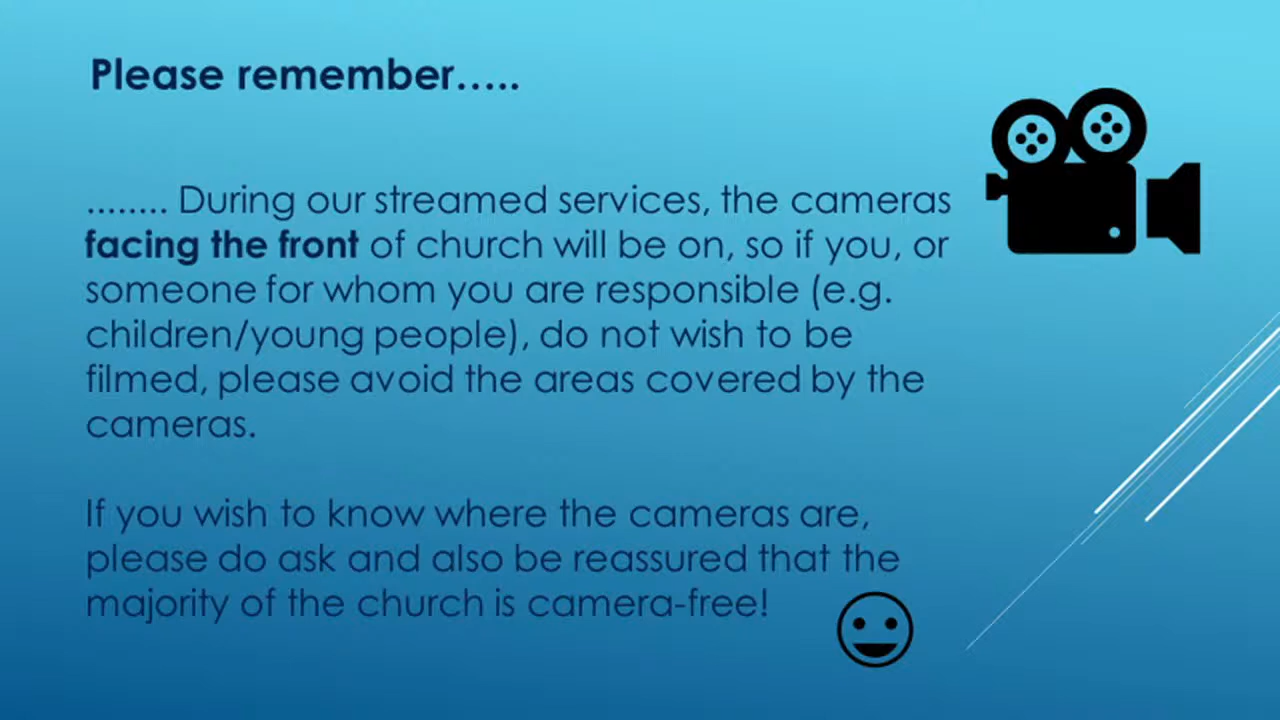 Please remember.....
........ During our streamed services, the cameras
facing the front of church will be on, so if you, or
someone for whom you are responsible (e.g.
children/young people), do not wish to be
filmed, please avoid the areas covered by the
cameras.
If you wish to know where the cameras are,
please do ask and also be reassured that the
majority of the church is camera-free!